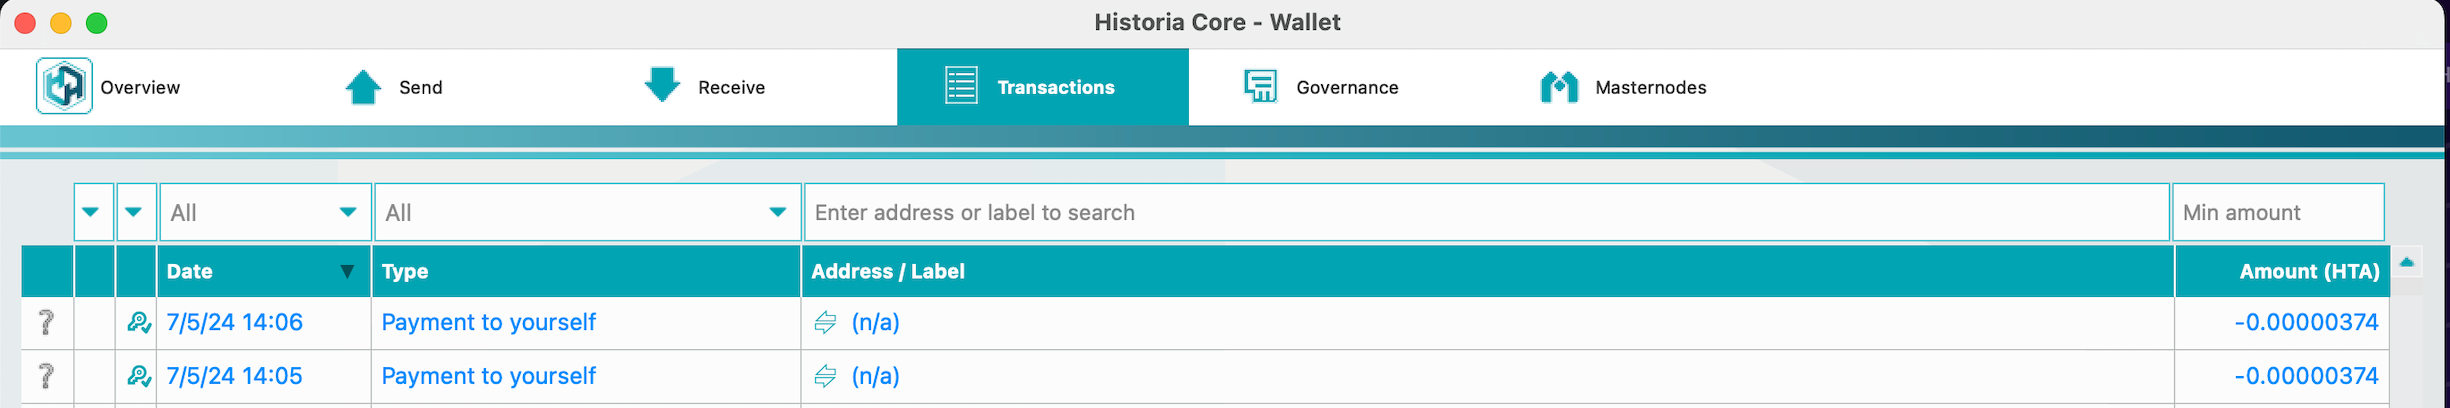 Historia Core - Wallet
Overview Send Receive Transactions Governance Masternodes
All All Enter address or label to search Min amount
Date Type Address / Label Amount (HTA)
7/5/24 14:06 Payment to yourself (n/a) -0.00000374
7/5/24 14:05 Payment to yourself (n/a) -0.00000374